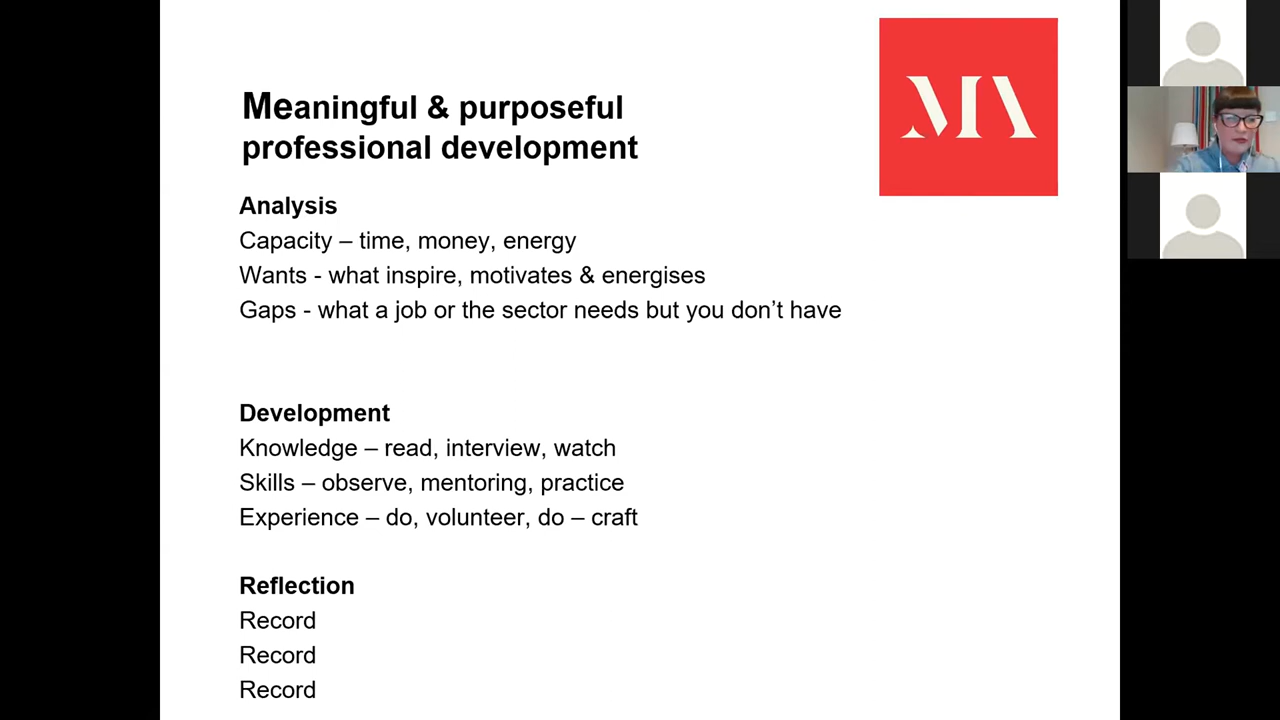 MA
Meaningful & purposeful
professional development
Analysis
Capacity – time, money, energy
Wants - what inspire, motivates & energises
Gaps - what a job or the sector needs but you don’t have
Development
Knowledge – read, interview, watch
Skills – observe, mentoring, practice
Experience – do, volunteer, do – craft
Reflection
Record
Record
Record